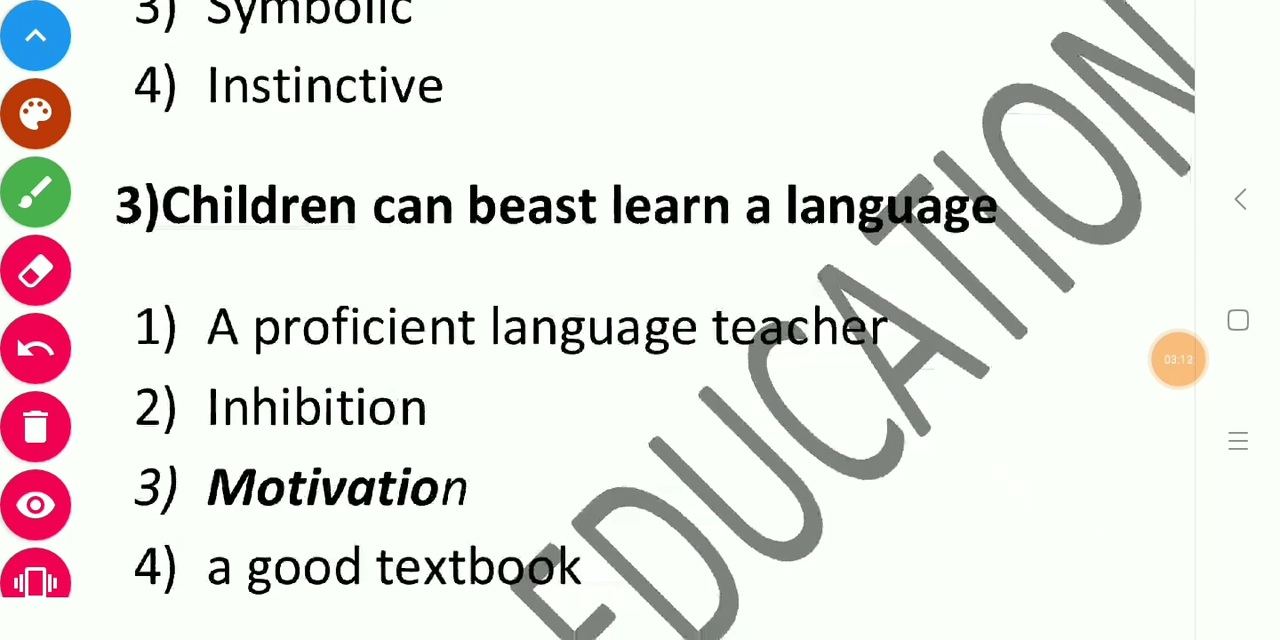 3) Symbolic
4) Instinctive
3)Children can beast learn a language
1) A proficient language teacher
2) Inhibition
3) Motivation
4) a good textbook
EDUCATION
03:12